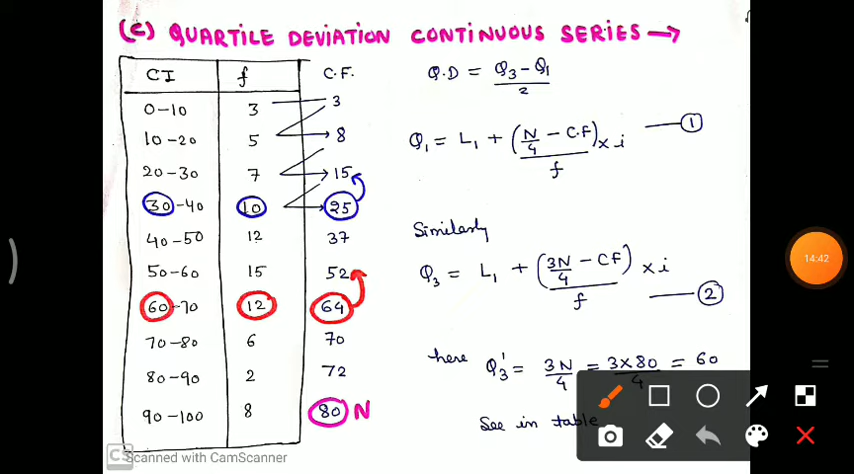 (C) QUARTILE DEVIATION CONTINUOUS SERIES →
CI f C.F.
0-10 3 3
10-20 5 8
20-30 7 15
30-40 10 25
40-50 12 37
50-60 15 52
60-70 12 64
70-80 6 70
80-90 2 72
90-100 8 80 N
Q.D = Q₃ - Q₁ / 2
Q₁ = L₁ + (N/4 - C.F) / f × i ①
Similarly
Q₃ = L₁ + (3N/4 - CF) / f × i ②
here Q₃' = 3N/4 = 3×80/4 = 60
See in table
14:42
CS Scanned with CamScanner